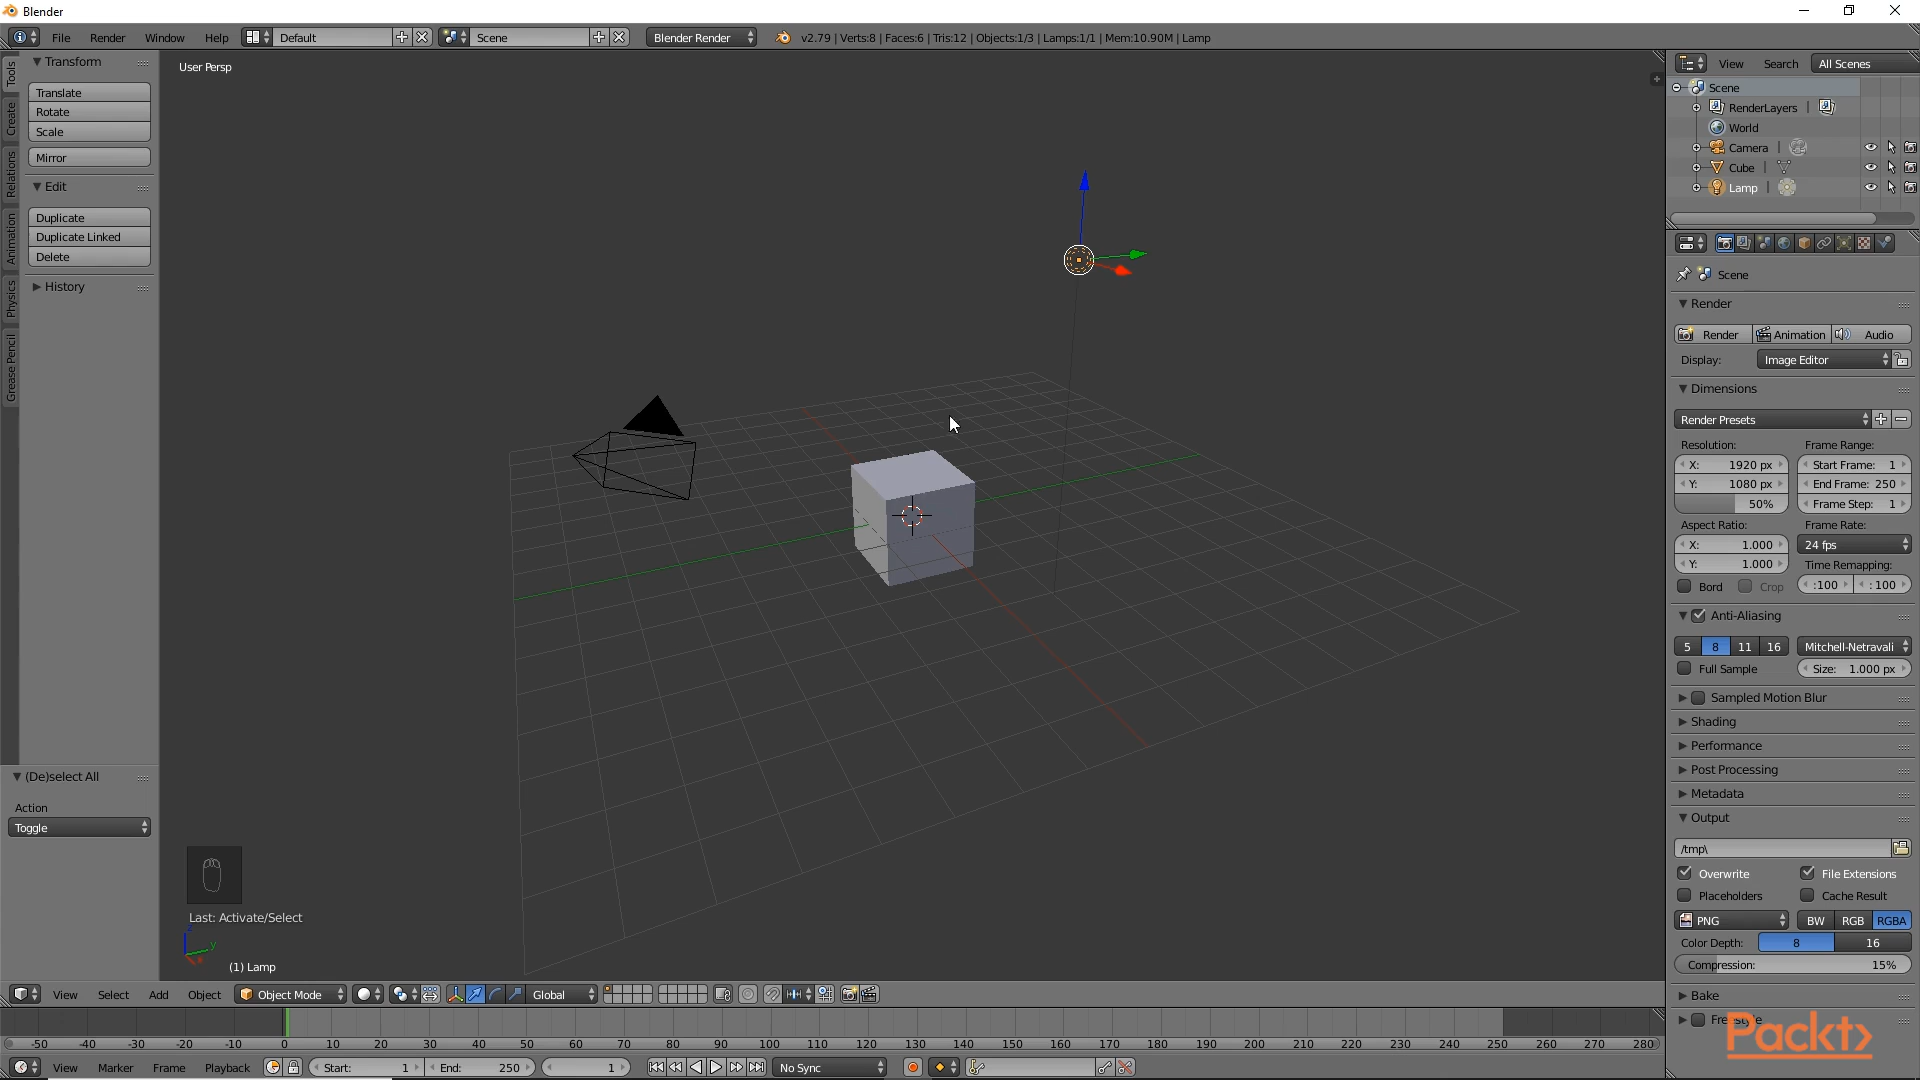 Blender
File Render Window Help Default Scene Blender Render v2.79 | Verts:8 | Faces:6 | Tris:12 | Objects:1/3 | Lamps:1/1 | Mem:10.90M | Lamp
Tools
Create
Relations
Animation
Physics
Grease Pencil
Transform
Translate
Rotate
Scale
Mirror
Edit
Duplicate
Duplicate Linked
Delete
History
(De)select All
Action
Toggle
User Persp
Last: Activate/Select
z
y
(1) Lamp
View Select Add Object Object Mode Global
-50 -40 -30 -20 -10 0 10 20 30 40 50 60 70 80 90 100 110 120 130 140 150 160 170 180 190 200 210 220 230 240 250 260 270 280
View Marker Frame Playback Start: 1 End: 250 1 No Sync
View Search All Scenes
Scene
RenderLayers |
World
Camera |
Cube |
Lamp |
Scene
Render
Render Animation Audio
Display: Image Editor
Dimensions
Render Presets
Resolution: Frame Range:
X: 1920 px Start Frame: 1
Y: 1080 px End Frame: 250
50% Frame Step: 1
Aspect Ratio: Frame Rate:
X: 1.000 24 fps
Y: 1.000 Time Remapping:
Bord Crop :100 : 100
Anti-Aliasing
5 8 11 16 Mitchell-Netravali
Full Sample Size: 1.000 px
Sampled Motion Blur
Shading
Performance
Post Processing
Metadata
Output
/tmp\
Overwrite File Extensions
Placeholders Cache Result
PNG BW RGB RGBA
Color Depth: 8 16
Compression: 15%
Bake
Freestyle
Packt>